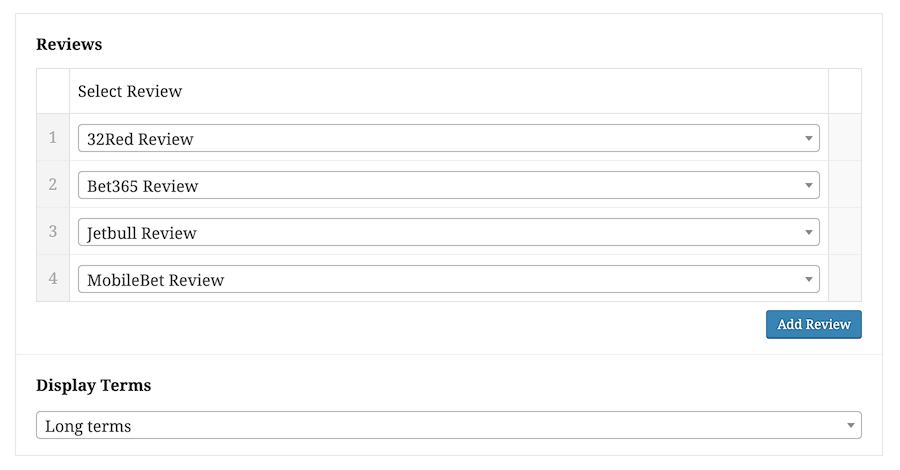 Reviews
Select Review
1 32Red Review
2 Bet365 Review
3 Jetbull Review
4 MobileBet Review
Add Review
Display Terms
Long terms